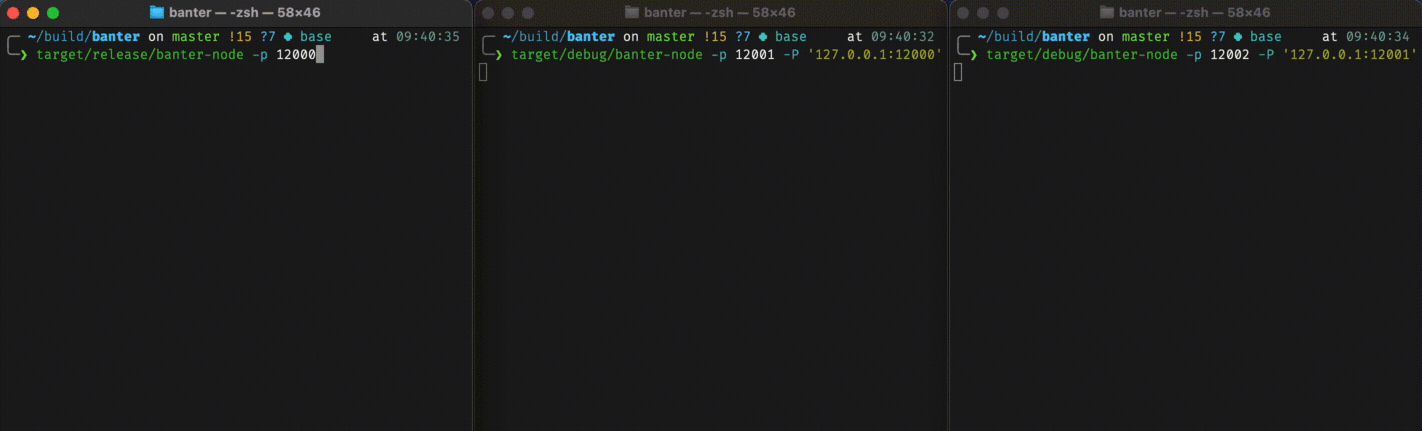 banter — -zsh — 58×46
~/build/banter on master !15 ?7 base at 09:40:35
❯ target/release/banter-node -p 12000
banter — -zsh — 58×46
~/build/banter on master !15 ?7 base at 09:40:32
❯ target/debug/banter-node -p 12001 -P '127.0.0.1:12000'
banter — -zsh — 58×46
~/build/banter on master !15 ?7 base at 09:40:34
❯ target/debug/banter-node -p 12002 -P '127.0.0.1:12001'